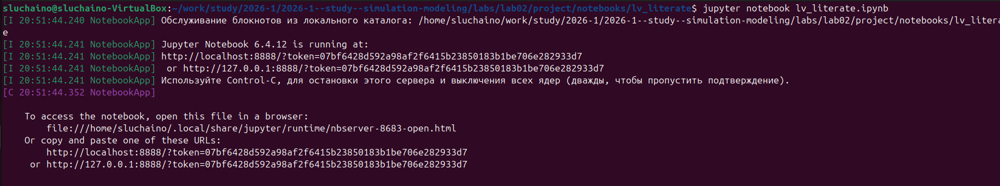 sluchaino@sluchaino-VirtualBox:~/work/study/2026-1/2026-1--study--simulation-modeling/labs/lab02/project/notebooks/lv_literate$ jupyter notebook lv_literate.ipynb
[I 20:51:44.240 NotebookApp] Обслуживание блокнотов из локального каталога: /home/sluchaino/work/study/2026-1/2026-1--study--simulation-modeling/labs/lab02/project/notebooks/lv_literat
e
[I 20:51:44.241 NotebookApp] Jupyter Notebook 6.4.12 is running at:
[I 20:51:44.241 NotebookApp] http://localhost:8888/?token=07bf6428d592a98af2f6415b23850183b1be706e282933d7
[I 20:51:44.241 NotebookApp]  or http://127.0.0.1:8888/?token=07bf6428d592a98af2f6415b23850183b1be706e282933d7
[I 20:51:44.241 NotebookApp] Используйте Control-C, для остановки этого сервера и выключения всех ядер (дважды, чтобы пропустить подтверждение).
[C 20:51:44.352 NotebookApp]
To access the notebook, open this file in a browser:
file:///home/sluchaino/.local/share/jupyter/runtime/nbserver-8683-open.html
Or copy and paste one of these URLs:
http://localhost:8888/?token=07bf6428d592a98af2f6415b23850183b1be706e282933d7
or http://127.0.0.1:8888/?token=07bf6428d592a98af2f6415b23850183b1be706e282933d7